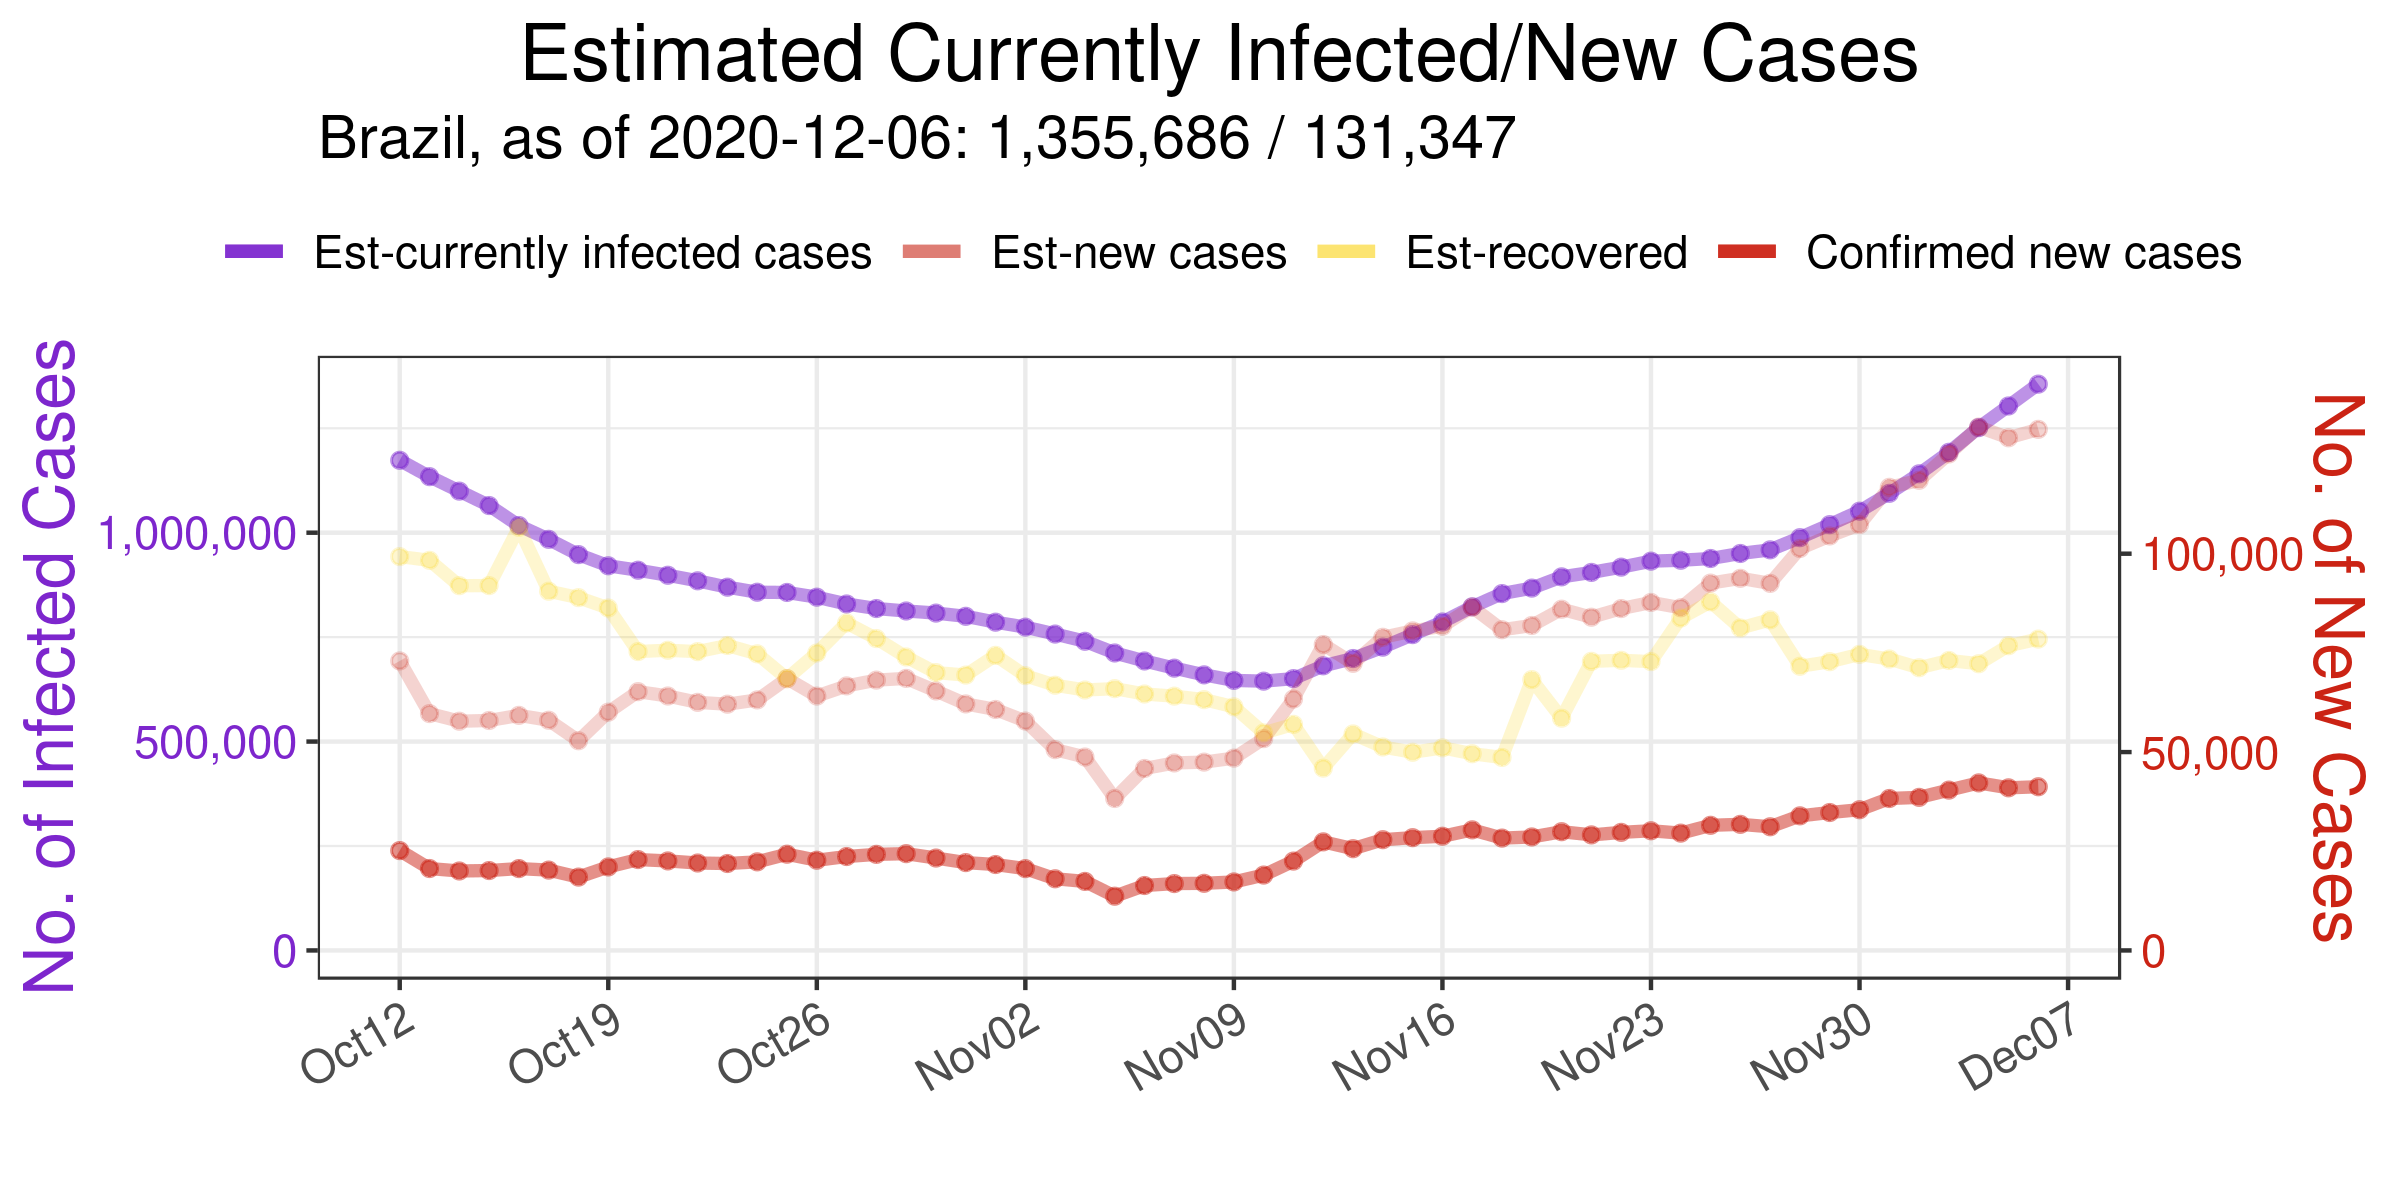 Estimated Currently Infected/New Cases
Brazil, as of 2020-12-06: 1,355,686 / 131,347
Est-currently infected cases Est-new cases Est-recovered Confirmed new cases
No. of Infected Cases
1,000,000
500,000
0
100,000
50,000
0
No. of New Cases
Oct12 Oct19 Oct26 Nov02 Nov09 Nov16 Nov23 Nov30 Dec07